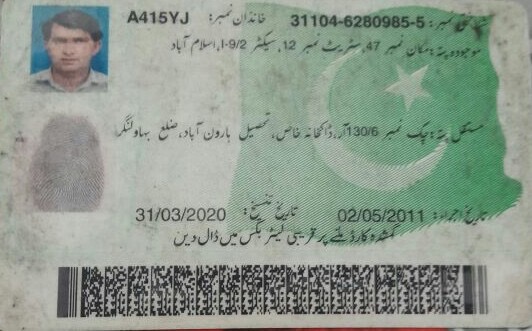 شناختی نمبر: 31104-6280985-5 خاندان نمبر: A415YJ
موجودہ پتہ: مکان نمبر 47، سٹریٹ نمبر 12، سیکٹر I-9/2، اسلام آباد
مستقل پتہ: چک نمبر 130/6آر، ڈاکخانہ خاص، تحصیل ہارون آباد، ضلع بہاولنگر
تاریخ اجراء: 02/05/2011 تاریخ تنسیخ: 31/03/2020
گمشدہ کارڈ ملنے پر قریبی لیٹر بکس میں ڈال دیں